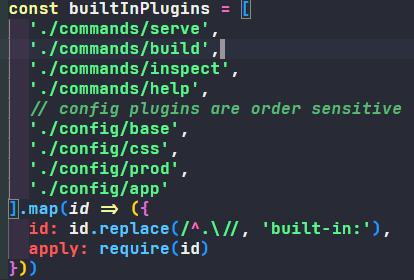 const builtInPlugins = [
'./commands/serve',
'./commands/build',
'./commands/inspect',
'./commands/help',
// config plugins are order sensitive
'./config/base',
'./config/css',
'./config/prod',
'./config/app'
].map(id => ({
id: id.replace(/^.\//, 'built-in:'),
apply: require(id)
}))